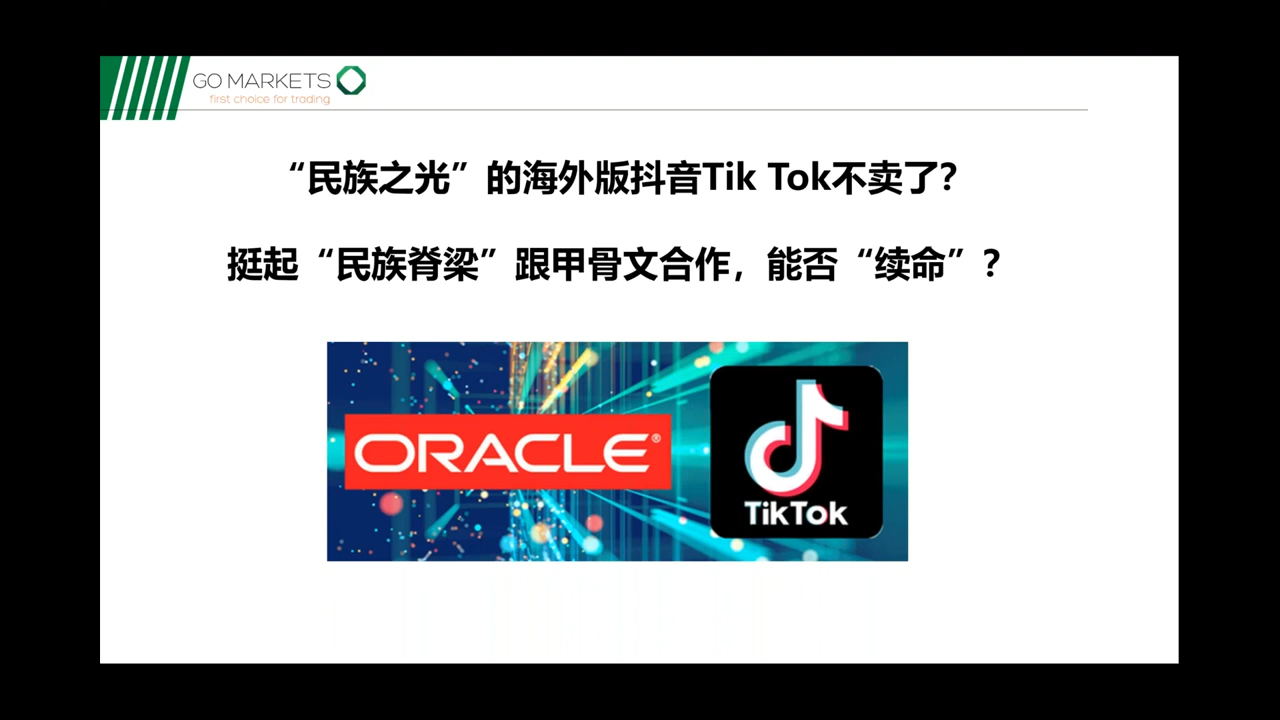 GO MARKETS
first choice for trading
“民族之光”的海外版抖音Tik Tok不卖了？
挺起“民族脊梁”跟甲骨文合作，能否“续命”？
ORACLE®
TikTok